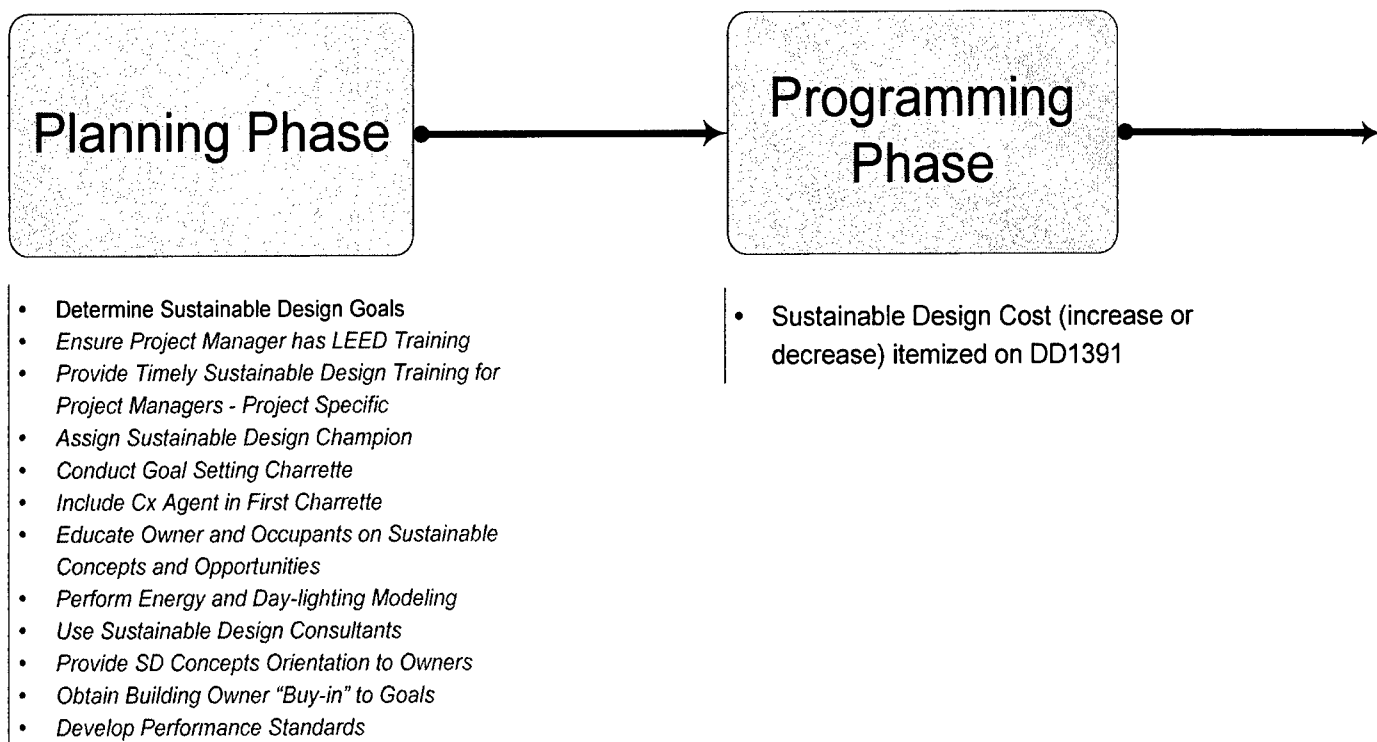 Planning Phase
Programming
Phase
• Determine Sustainable Design Goals
• Ensure Project Manager has LEED Training
• Provide Timely Sustainable Design Training for
Project Managers - Project Specific
• Assign Sustainable Design Champion
• Conduct Goal Setting Charrette
• Include Cx Agent in First Charrette
• Educate Owner and Occupants on Sustainable
Concepts and Opportunities
• Perform Energy and Day-lighting Modeling
• Use Sustainable Design Consultants
• Provide SD Concepts Orientation to Owners
• Obtain Building Owner “Buy-in” to Goals
• Develop Performance Standards
• Sustainable Design Cost (increase or
decrease) itemized on DD1391